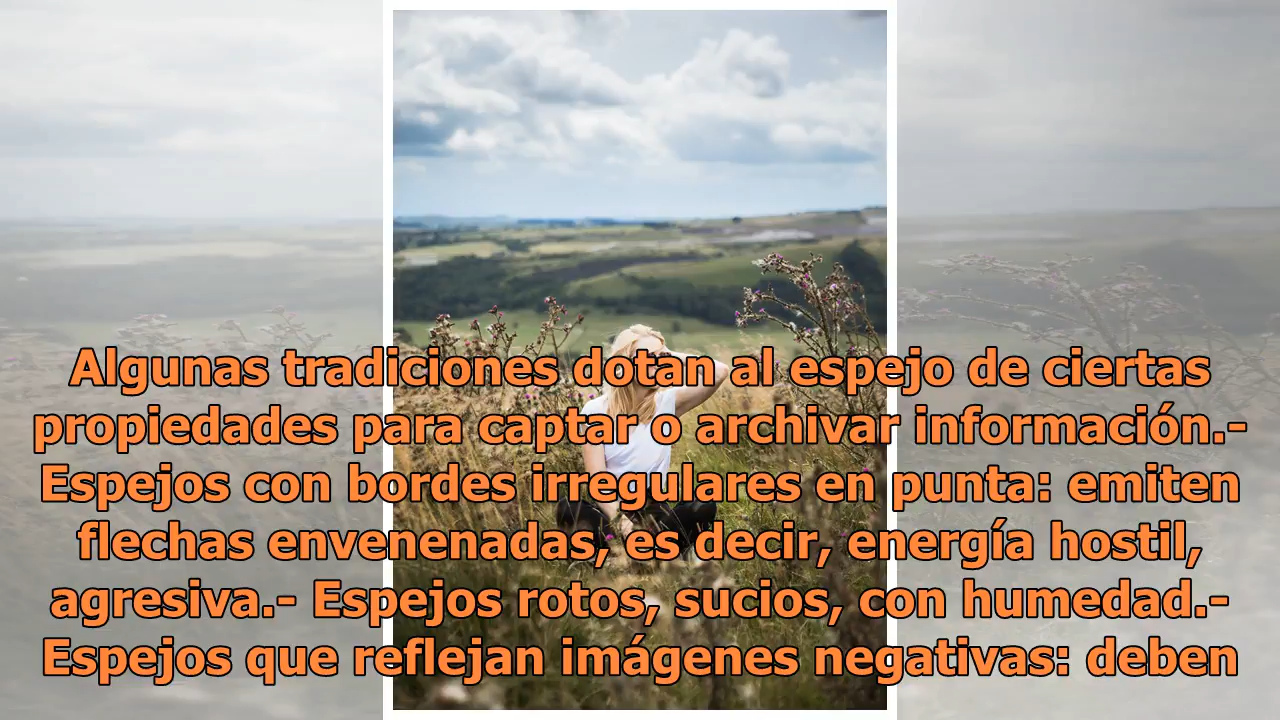 Algunas tradiciones dotan al espejo de ciertas
propiedades para captar o archivar información.-
Espejos con bordes irregulares en punta: emiten
flechas envenenadas, es decir, energía hostil,
agresiva.- Espejos rotos, sucios, con humedad.-
Espejos que reflejan imágenes negativas: deben